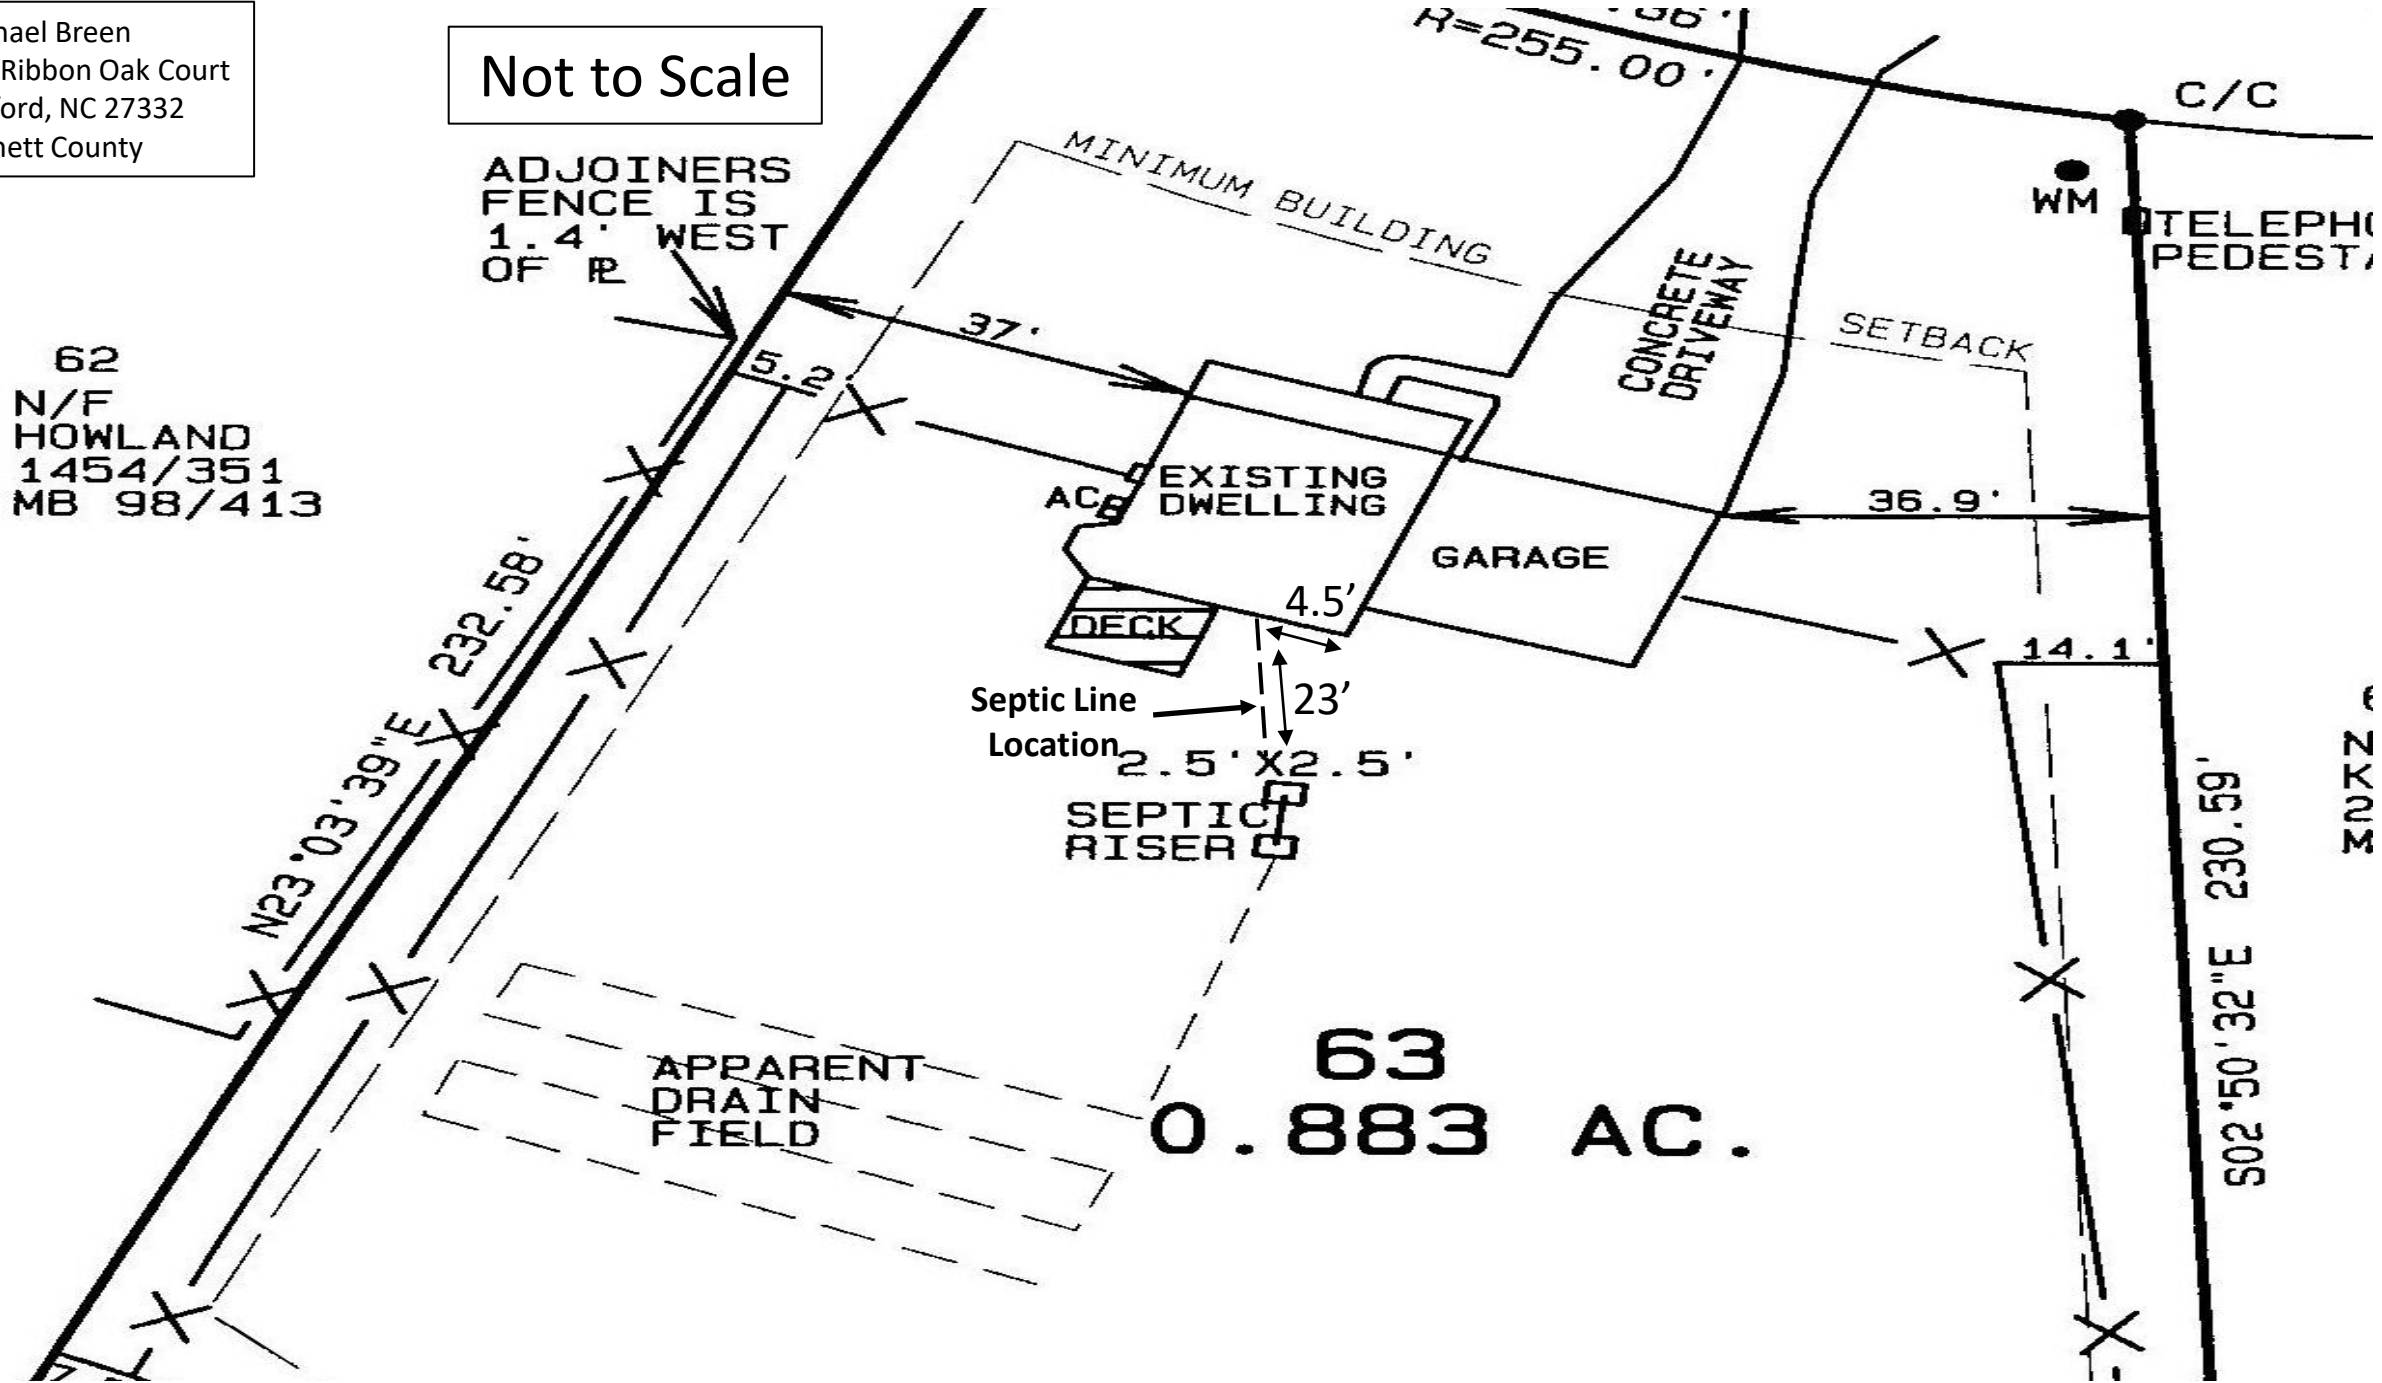 hael Breen
Ribbon Oak Court
ford, NC 27332
nett County
Not to Scale
R=255.00'
C/C
WM
TELEPHO
PEDESTA
ADJOINERS
FENCE IS
1.4' WEST
OF PL
MINIMUM BUILDING SETBACK
CONCRETE
DRIVEWAY
37'
5.2'
62
N/F
HOWLAND
1454/351
MB 98/413
EXISTING
DWELLING
AC
GARAGE
36.9'
DECK
4.5'
14.1'
Septic Line
Location
23'
2.5'X2.5'
SEPTIC
RISER
N23°03'39"E 232.58'
S02°50'32"E 230.59'
APPARENT
DRAIN
FIELD
63
0.883 AC.